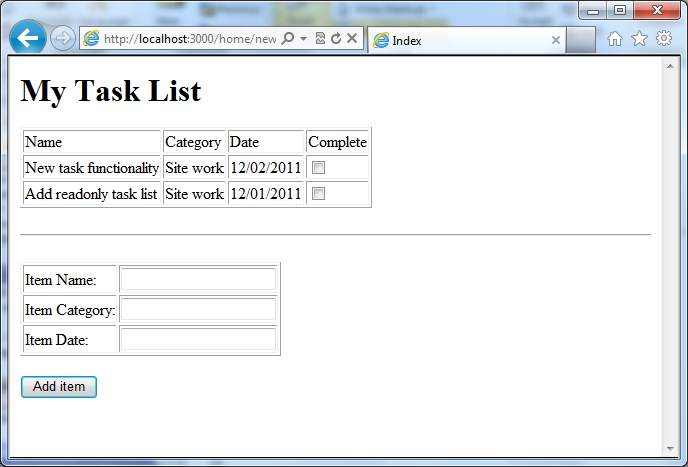 http://localhost:3000/home/new
Index
My Task List
Name Category Date Complete
New task functionality Site work 12/02/2011
Add readonly task list Site work 12/01/2011
Item Name:
Item Category:
Item Date:
Add item